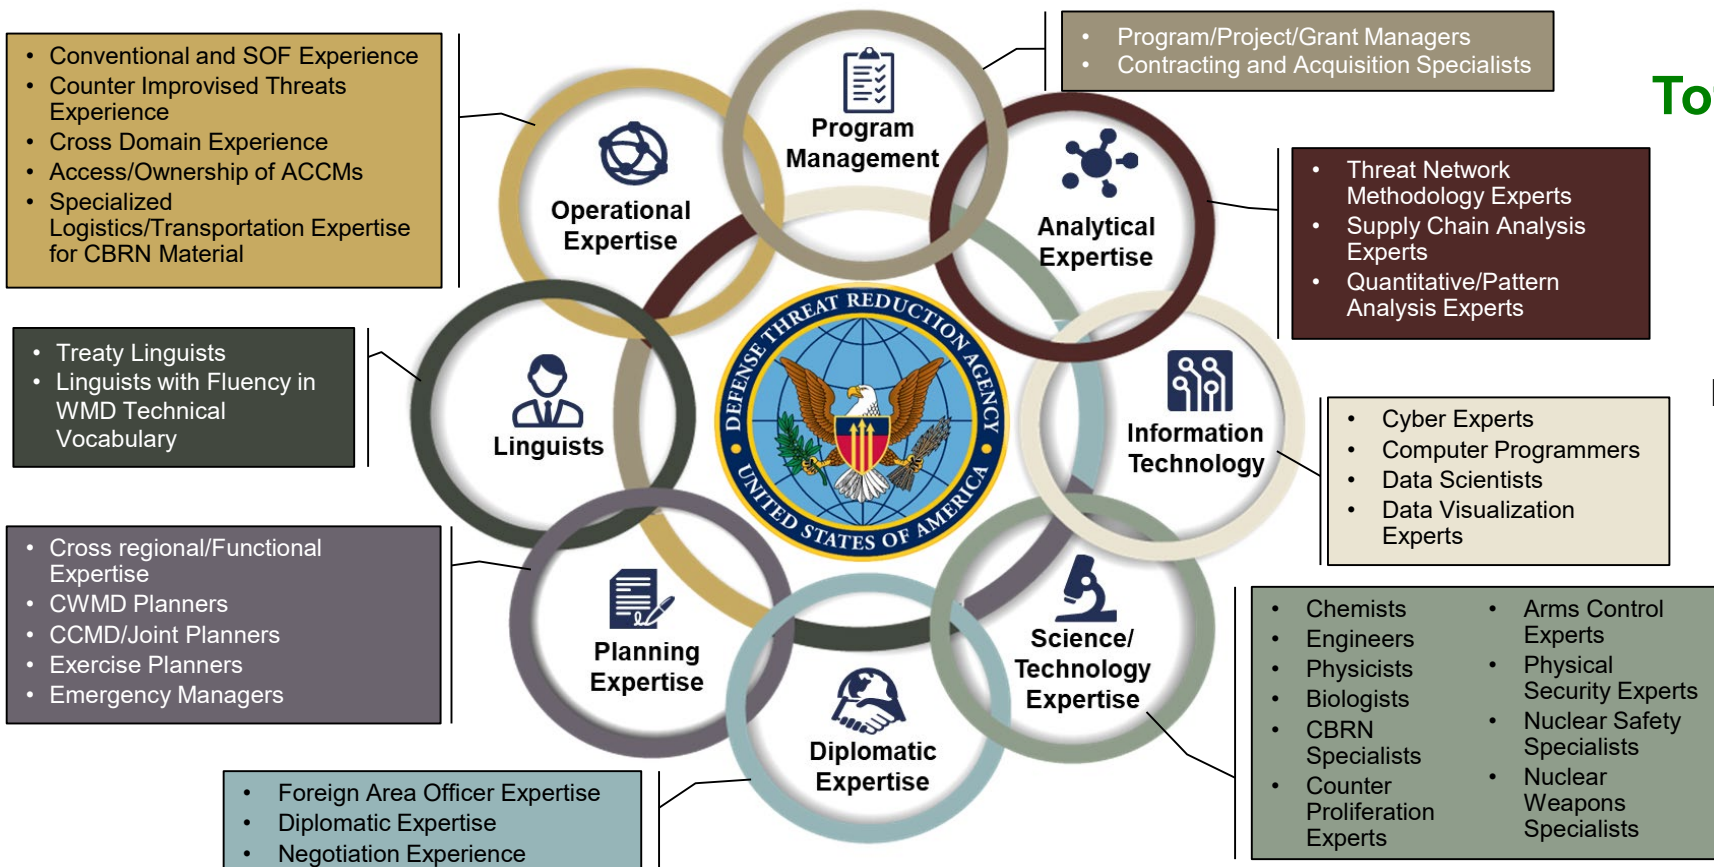 • Program/Project/Grant Managers
• Contracting and Acquisition Specialists
• Conventional and SOF Experience
• Counter Improvised Threats
Experience
• Cross Domain Experience
• Access/Ownership of ACCMs
• Specialized
Logistics/Transportation Expertise
for CBRN Material
Program
Management
Operational
Expertise
Analytical
Expertise
• Threat Network
Methodology Experts
• Supply Chain Analysis
Experts
• Quantitative/Pattern
Analysis Experts
• Treaty Linguists
• Linguists with Fluency in
WMD Technical
Vocabulary
Linguists
DEFENSE THREAT REDUCTION AGENCY
UNITED STATES OF AMERICA
Information
Technology
• Cyber Experts
• Computer Programmers
• Data Scientists
• Data Visualization
Experts
• Cross regional/Functional
Expertise
• CWMD Planners
• CCMD/Joint Planners
• Exercise Planners
• Emergency Managers
Planning
Expertise
Science/
Technology
Expertise
• Chemists
• Engineers
• Physicists
• Biologists
• CBRN
Specialists
• Counter
Proliferation
Experts
• Arms Control
Experts
• Physical
Security Experts
• Nuclear Safety
Specialists
• Nuclear
Weapons
Specialists
Diplomatic
Expertise
• Foreign Area Officer Expertise
• Diplomatic Expertise
• Negotiation Experience